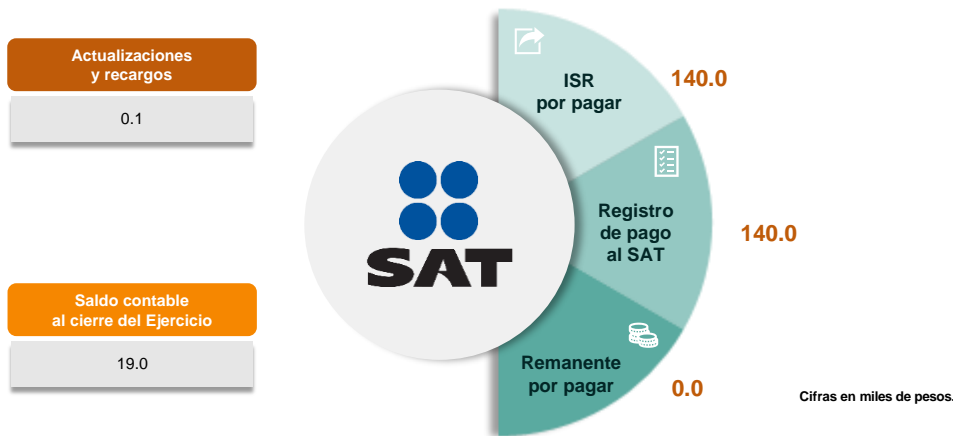 Actualizaciones
y recargos
0.1
Saldo contable
al cierre del Ejercicio
19.0
SAT
ISR
por pagar
140.0
Registro
de pago
al SAT
140.0
Remanente
por pagar
0.0
Cifras en miles de pesos.